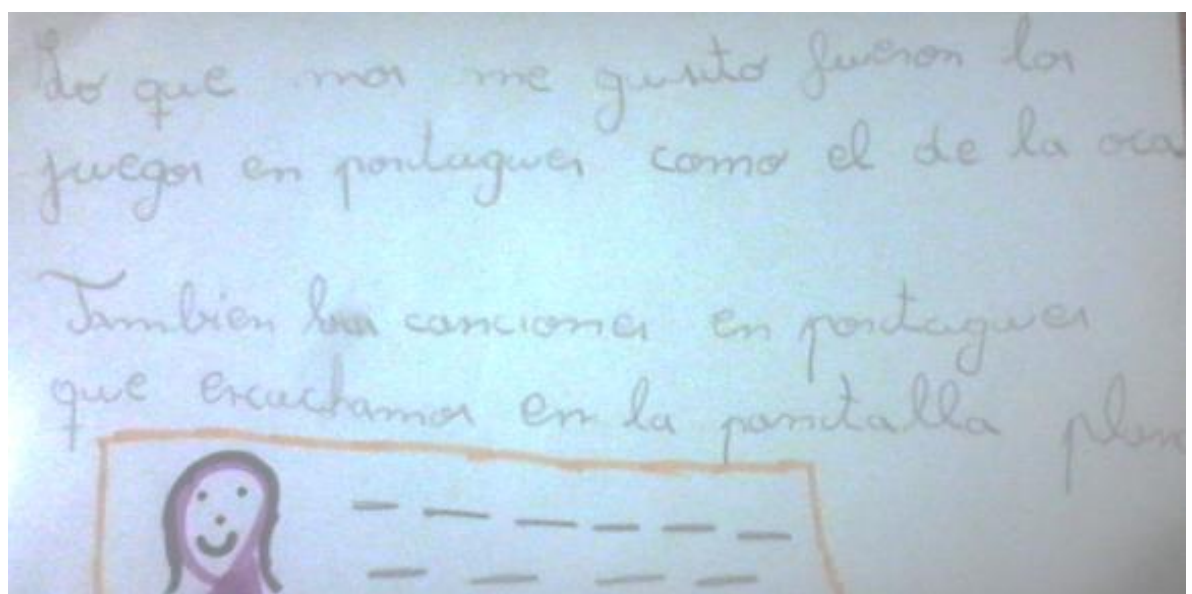 Lo que mas me gusto fueron los
juegos en portugues como el de la oca
Tambien las canciones en portugues
que escuchamos en la pantalla